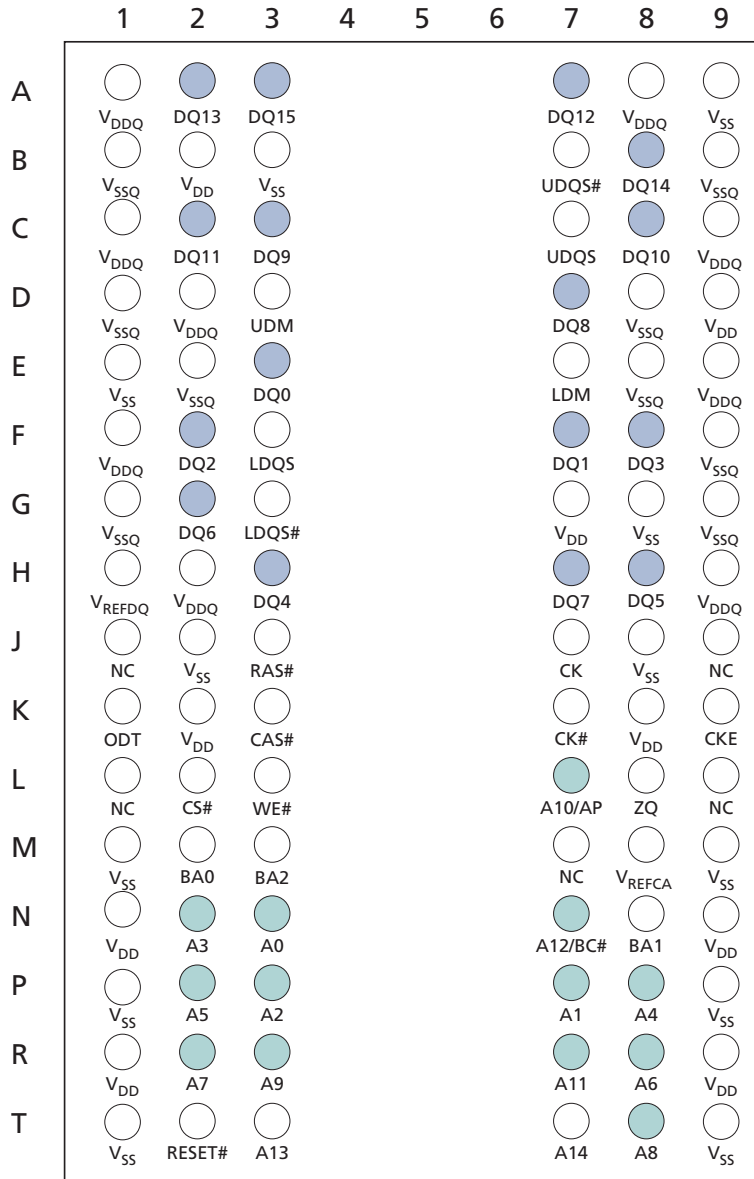 1 2 3 4 5 6 7 8 9
A
VDDQ DQ13 DQ15 DQ12 VDDQ VSS
B
VSSQ VDD VSS UDQS# DQ14 VSSQ
C
VDDQ DQ11 DQ9 UDQS DQ10 VDDQ
D
VSSQ VDDQ UDM DQ8 VSSQ VDD
E
VSS VSSQ DQ0 LDM VSSQ VDDQ
F
VDDQ DQ2 LDQS DQ1 DQ3 VSSQ
G
VSSQ DQ6 LDQS# VDD VSS VSSQ
H
VREFDQ VDDQ DQ4 DQ7 DQ5 VDDQ
J
NC VSS RAS# CK VSS NC
K
ODT VDD CAS# CK# VDD CKE
L
NC CS# WE# A10/AP ZQ NC
M
VSS BA0 BA2 NC VREFCA VSS
N
VDD A3 A0 A12/BC# BA1 VDD
P
VSS A5 A2 A1 A4 VSS
R
VDD A7 A9 A11 A6 VDD
T
VSS RESET# A13 A14 A8 VSS